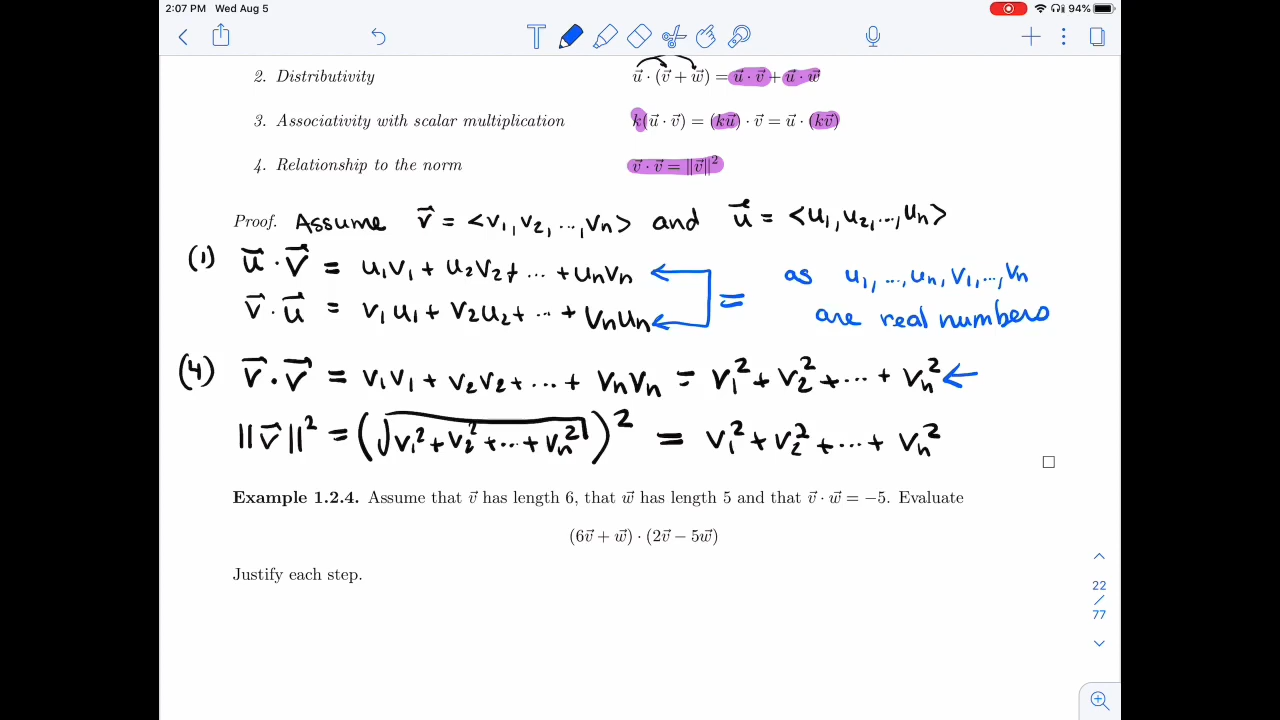 2:07 PM Wed Aug 5 94%
T
2. Distributivity u⃗ · (v⃗ + w⃗) = u⃗ · v⃗ + u⃗ · w⃗
3. Associativity with scalar multiplication k(u⃗ · v⃗) = (ku⃗) · v⃗ = u⃗ · (kv⃗)
4. Relationship to the norm v⃗ · v⃗ = ‖v⃗‖²
Prof. Assume v⃗ = <v₁, v₂, ..., vₙ> and u⃗ = <u₁, u₂, ..., uₙ>
(1) u⃗ · v⃗ = u₁v₁ + u₂v₂ + ... + uₙvₙ
v⃗ · u⃗ = v₁u₁ + v₂u₂ + ... + vₙuₙ
= as u₁, ..., uₙ, v₁, ..., vₙ
are real numbers
(4) v⃗ · v⃗ = v₁v₁ + v₂v₂ + ... + vₙvₙ = v₁² + v₂² + ... + vₙ²
‖v⃗‖² = (√(v₁² + v₂² + ... + vₙ²))² = v₁² + v₂² + ... + vₙ²
□
Example 1.2.4. Assume that v⃗ has length 6, that w⃗ has length 5 and that v⃗ · w⃗ = −5. Evaluate
(6v⃗ + w⃗) · (2v⃗ − 5w⃗)
Justify each step.
22
/
77